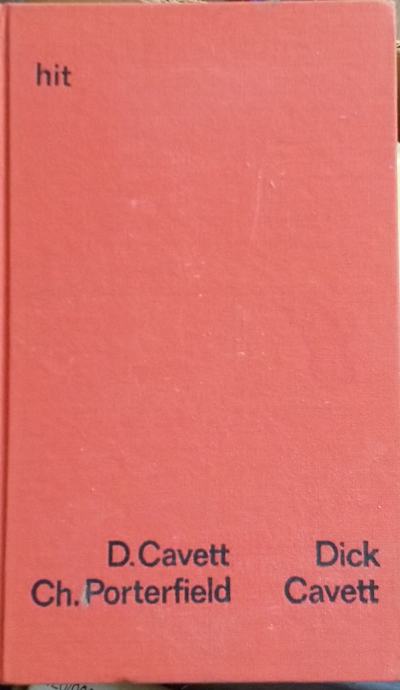 hit
D. Cavett
Ch. Porterfield
Dick
Cavett